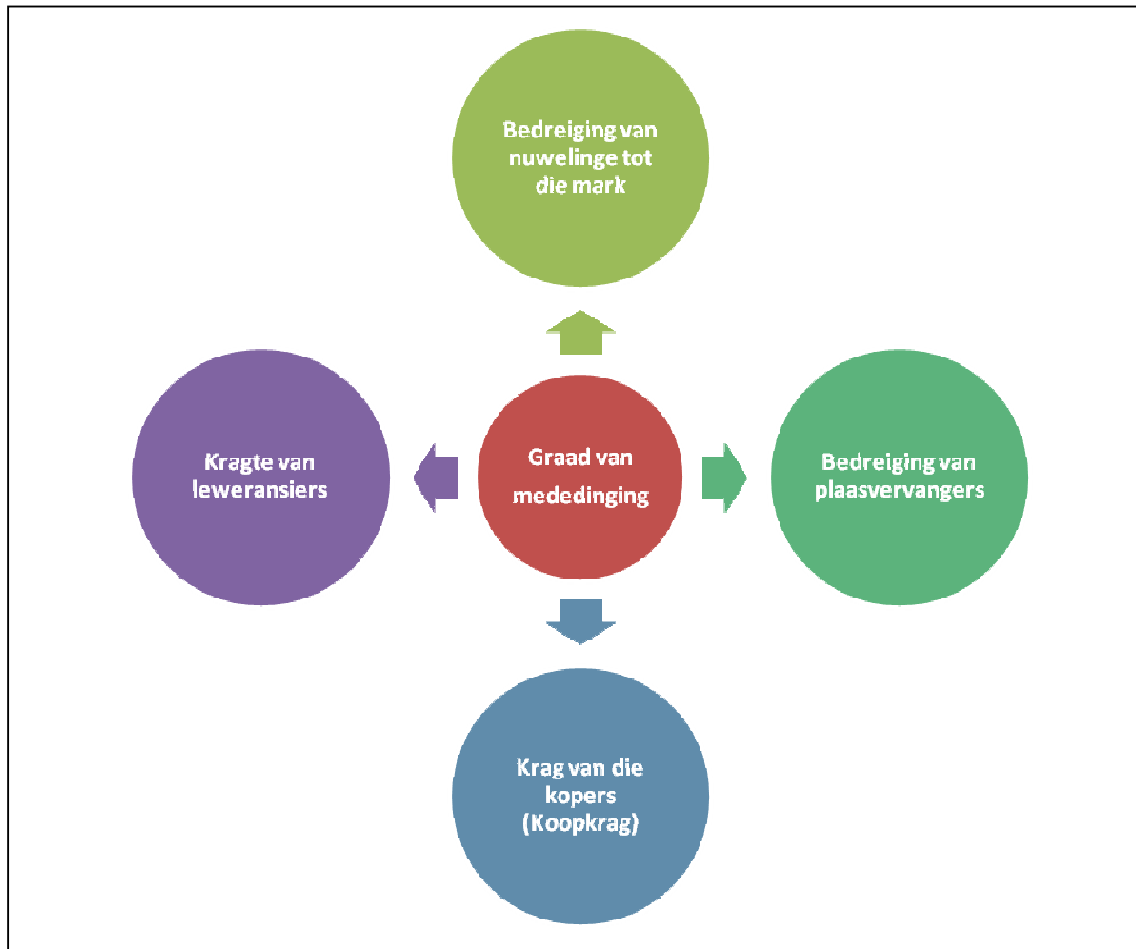 Bedreiging van
nuwelinge tot
die mark
Kragte van
leweransiers
Graad van
mededinging
Bedreiging van
plaasvervangers
Krag van die
kopers
(Koopkrag)